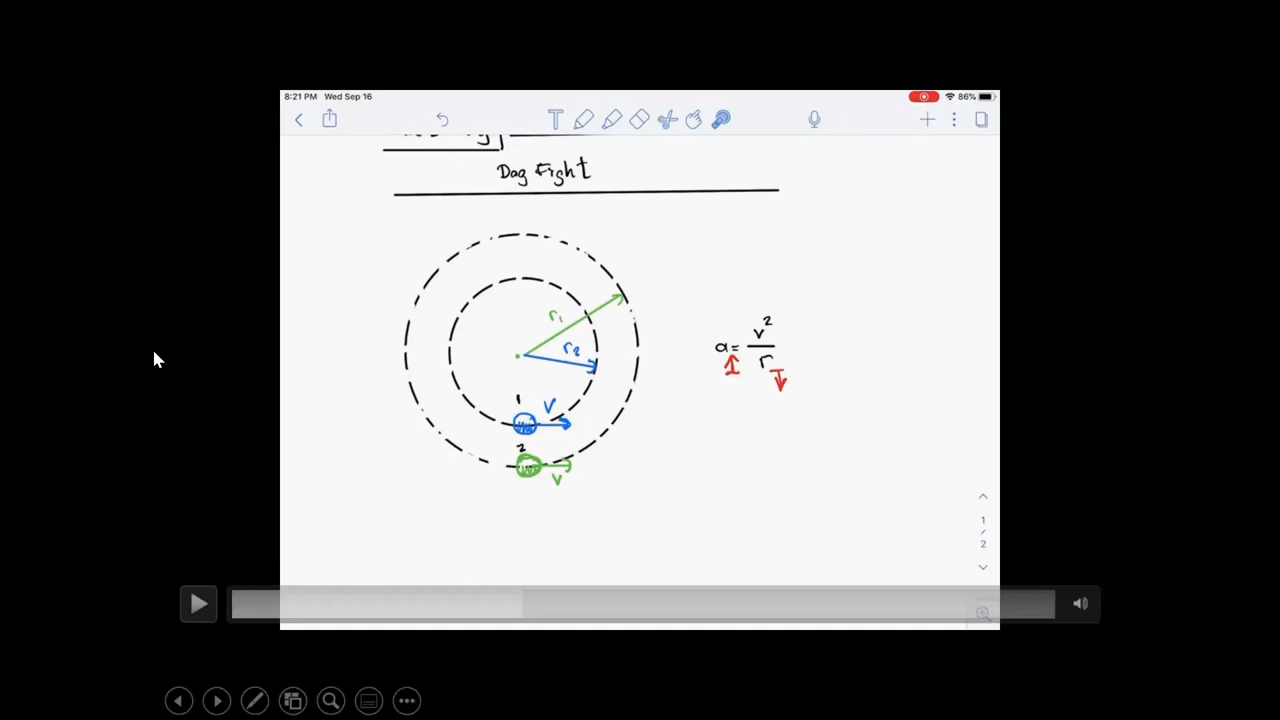 8:21 PM Wed Sep 16
86%
Dog Fight
r1
r2
a = v²/r
1
V
2
v
1
/
2